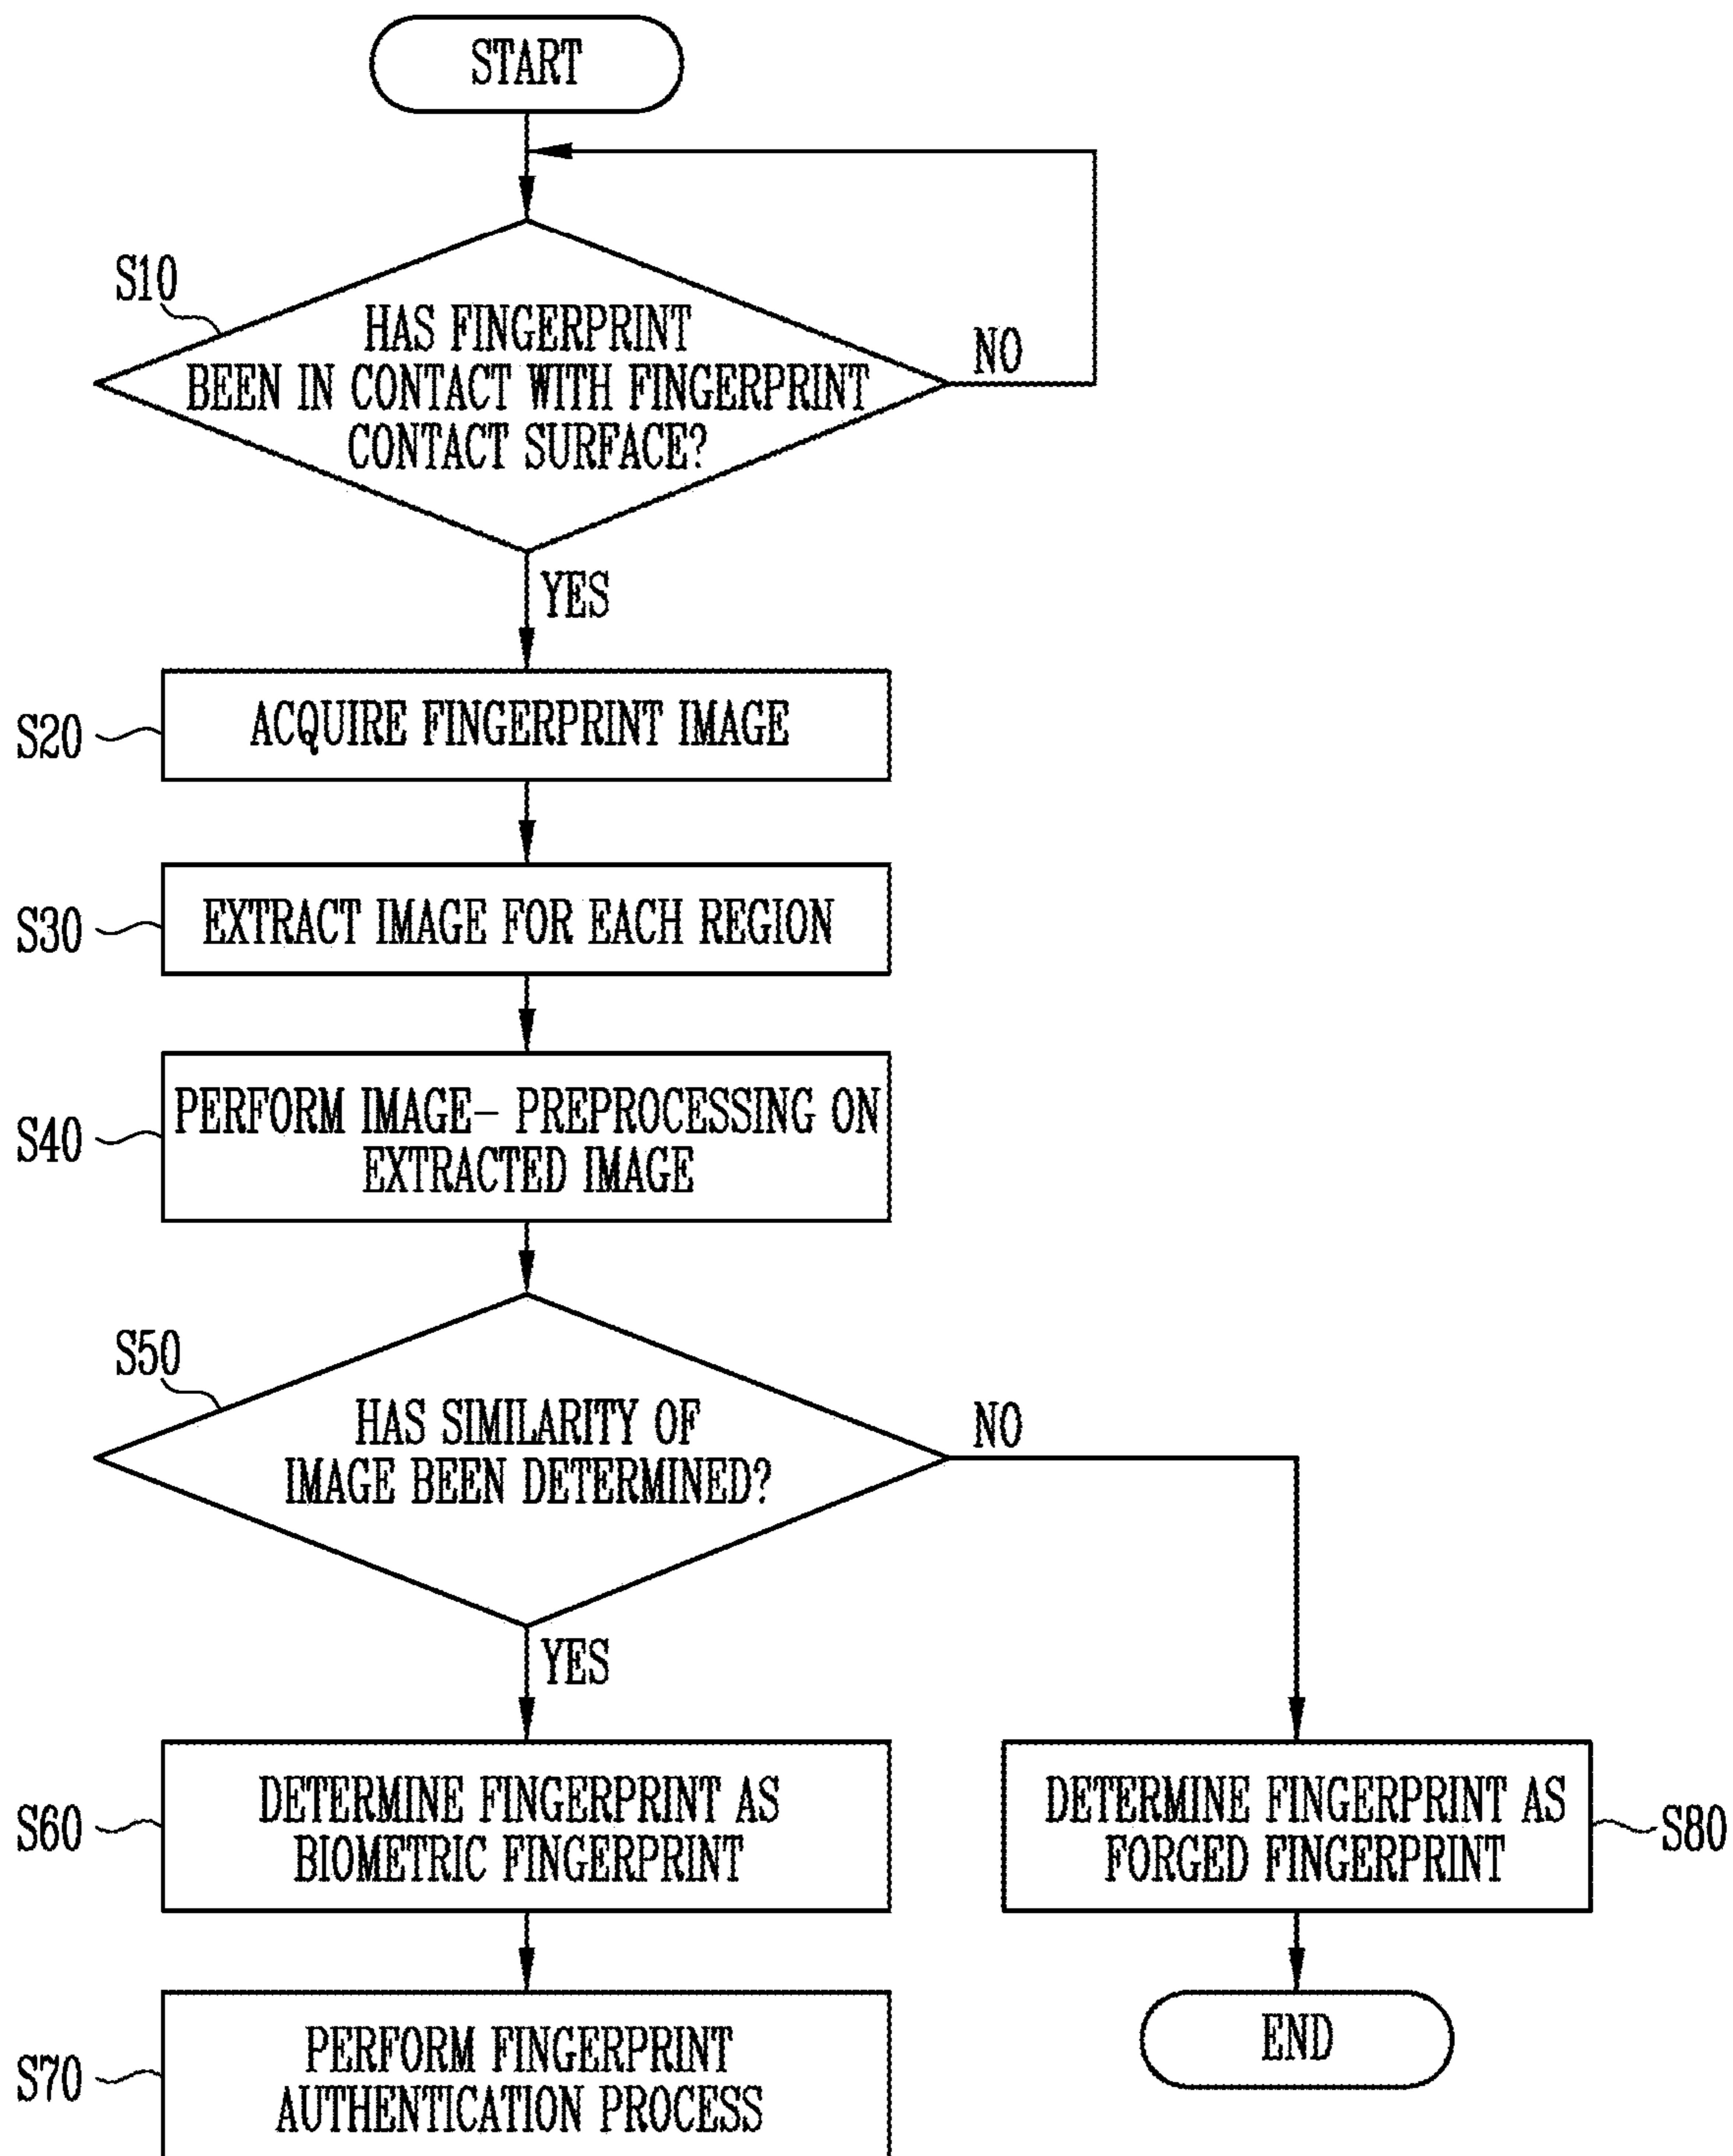 START
S10
HAS FINGERPRINT
BEEN IN CONTACT WITH FINGERPRINT
CONTACT SURFACE?
NO
YES
S20
ACQUIRE FINGERPRINT IMAGE
S30
EXTRACT IMAGE FOR EACH REGION
S40
PERFORM IMAGE- PREPROCESSING ON
EXTRACTED IMAGE
S50
HAS SIMILARITY OF
IMAGE BEEN DETERMINED?
NO
YES
S60
DETERMINE FINGERPRINT AS
BIOMETRIC FINGERPRINT
DETERMINE FINGERPRINT AS
FORGED FINGERPRINT
S80
S70
PERFORM FINGERPRINT
AUTHENTICATION PROCESS
END